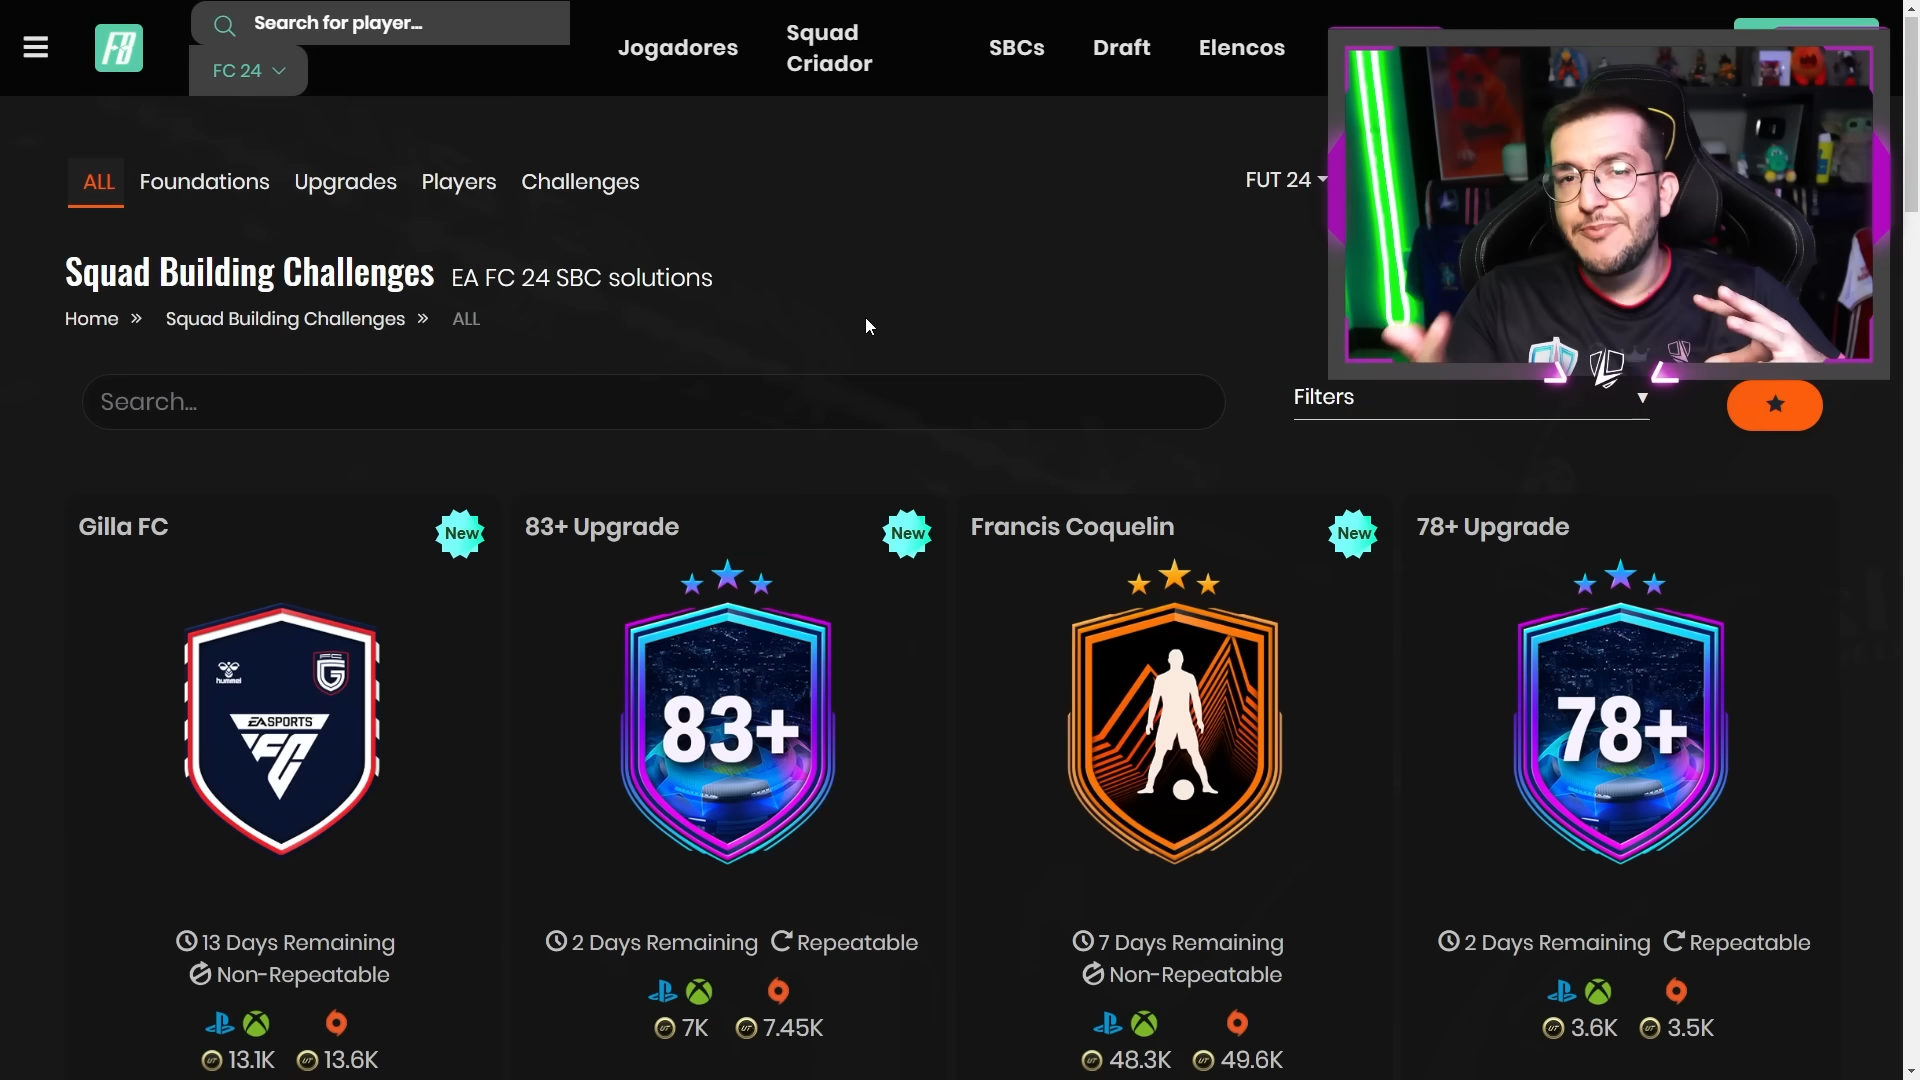 Search for player...
FC 24
Jogadores
Squad
Criador
SBCs
Draft
Elencos
ALL
Foundations
Upgrades
Players
Challenges
FUT 24
Squad Building Challenges
EA FC 24 SBC solutions
Home » Squad Building Challenges » ALL
Search...
Filters
Gilla FC
New
hummel
FC
G
EA SPORTS
FC
13 Days Remaining
Non-Repeatable
13.1K
13.6K
83+ Upgrade
New
83+
2 Days Remaining
Repeatable
7K
7.45K
Francis Coquelin
New
7 Days Remaining
Non-Repeatable
48.3K
49.6K
78+ Upgrade
78+
2 Days Remaining
Repeatable
3.6K
3.5K